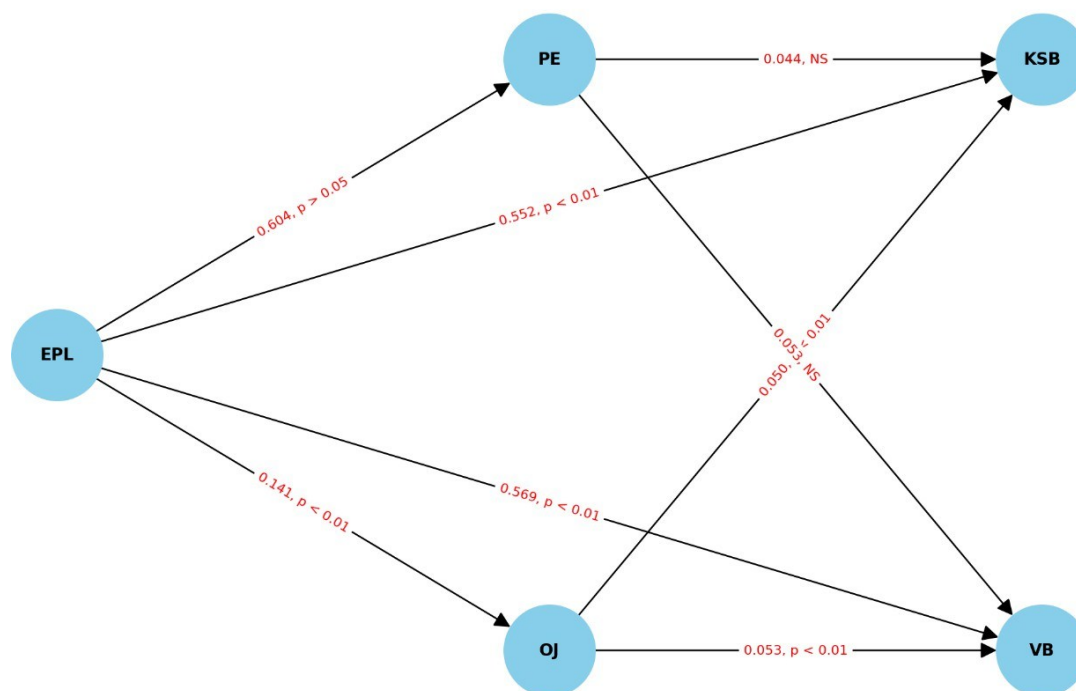 PE
0.044, NS
KSB
0.604, p > 0.05
0.552, p < 0.01
EPL
0.053, NS
0.050, < 0.01
0.141, p < 0.01
0.569, p < 0.01
OJ
0.053, p < 0.01
VB